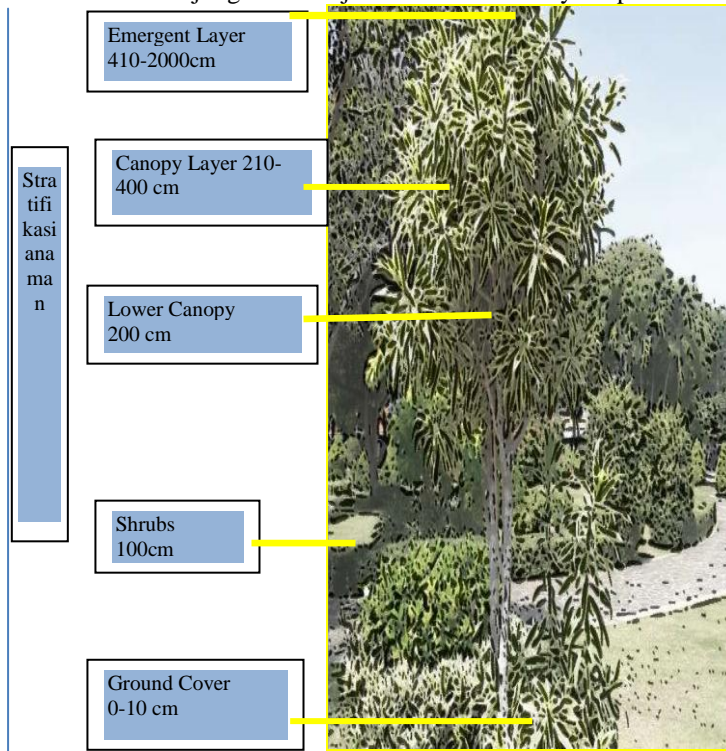 Emergent Layer
410-2000cm
Canopy Layer 210-
400 cm
Stra
tifi
kasi
ana
ma
n
Lower Canopy
200 cm
Shrubs
100cm
Ground Cover
0-10 cm